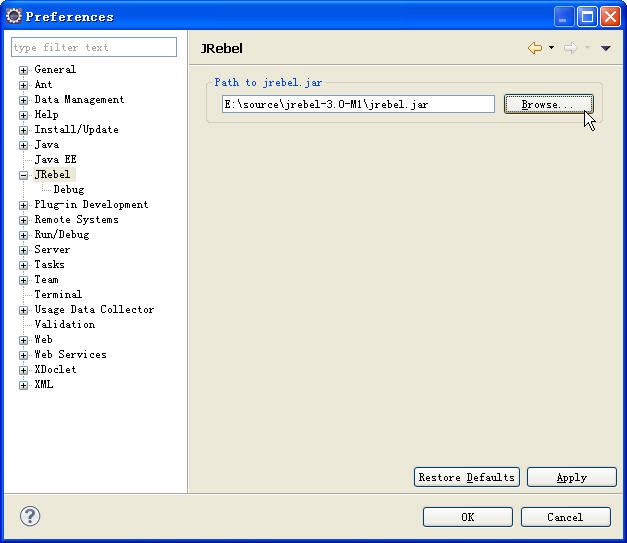 Preferences
type filter text
General
Ant
Data Management
Help
Install/Update
Java
Java EE
JRebel
Debug
Plug-in Development
Remote Systems
Run/Debug
Server
Tasks
Team
Terminal
Usage Data Collector
Validation
Web
Web Services
XDoclet
XML
JRebel
Path to jrebel.jar
E:\source\jrebel-3.0-M1\jrebel.jar
Browse...
Restore Defaults
Apply
?
OK
Cancel